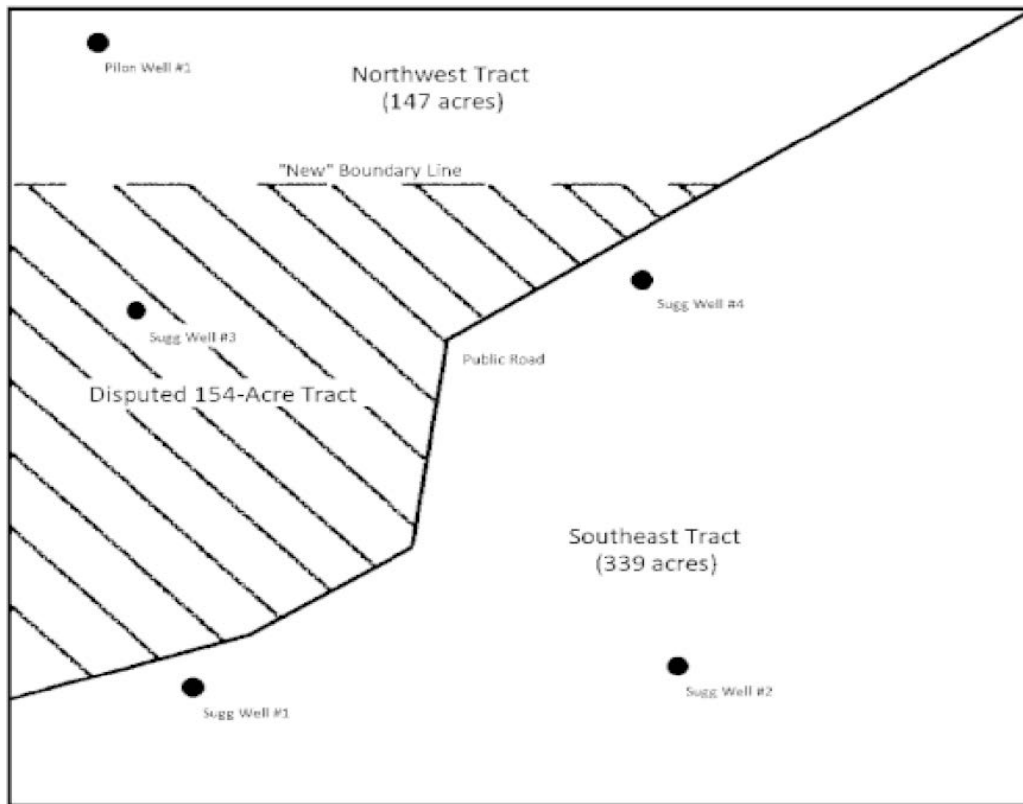 Pilon Well #1
Northwest Tract
(147 acres)
"New" Boundary Line
Sugg Well #4
Sugg Well #3
Public Road
Disputed 154-Acre Tract
Southeast Tract
(339 acres)
Sugg Well #2
Sugg Well #1